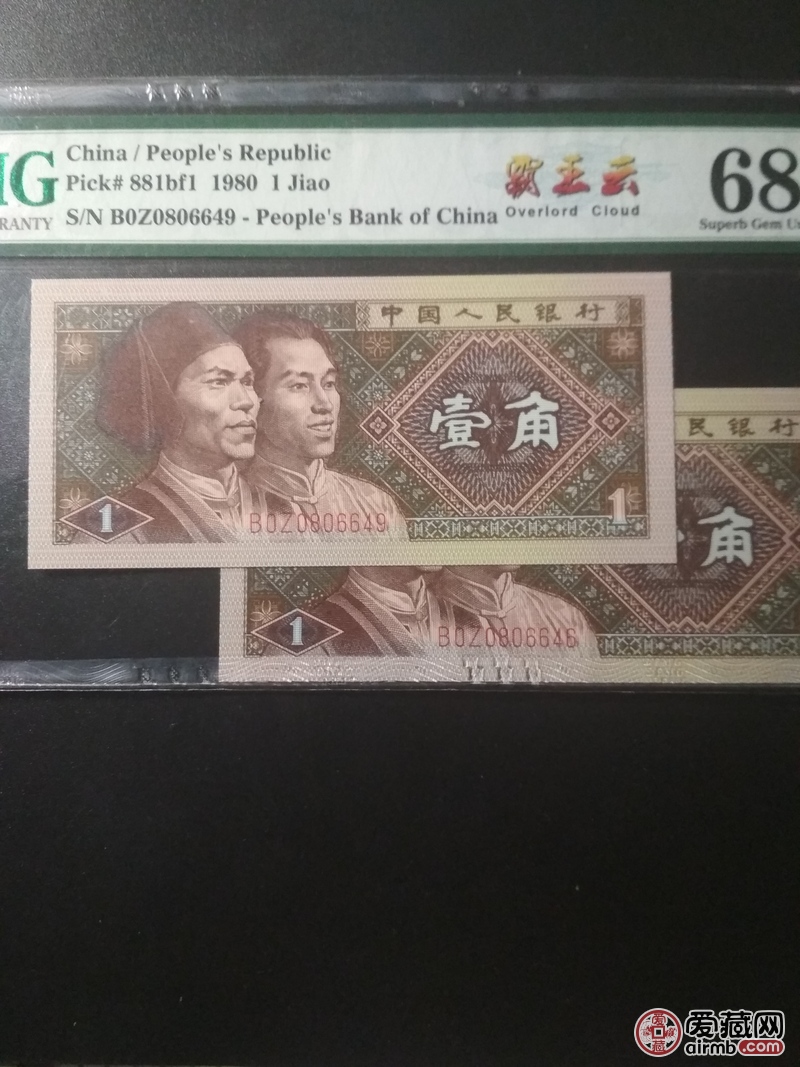 MG
RANTY
China / People's Republic
Pick# 881bf1 1980 1 Jiao
S/N B0Z0806649 - People's Bank of China
霸王云
Overlord Cloud
68
Superb Gem U
中国人民银行
壹角
1
B0Z0806649
1
民银行
角
1
B0Z0806646
爱藏网
airmb.com